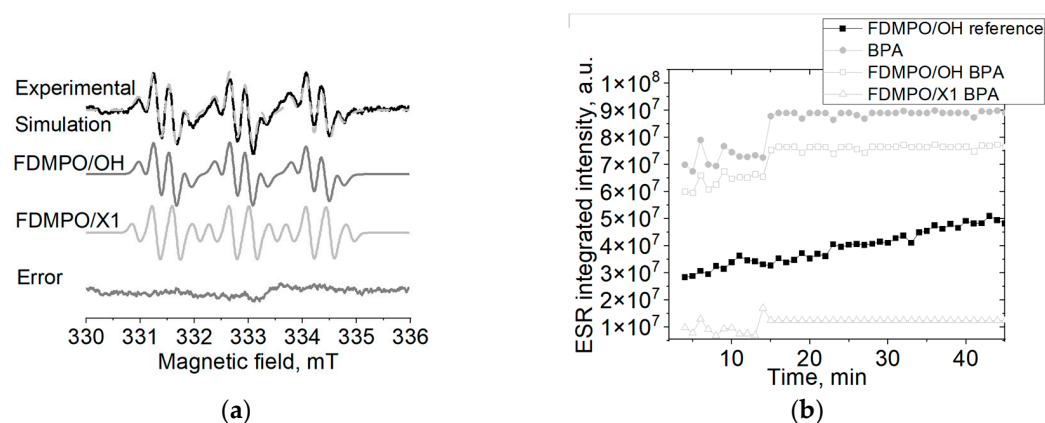 Experimental
Simulation
FDMPO/OH
FDMPO/X1
Error
330 331 332 333 334 335 336
Magnetic field, mT
(a)
FDMPO/OH reference
BPA
FDMPO/OH BPA
FDMPO/X1 BPA
ESR integrated intensity, a.u.
1×10⁸
9×10⁷
8×10⁷
7×10⁷
6×10⁷
5×10⁷
4×10⁷
3×10⁷
2×10⁷
1×10⁷
10 20 30 40
Time, min
(b)